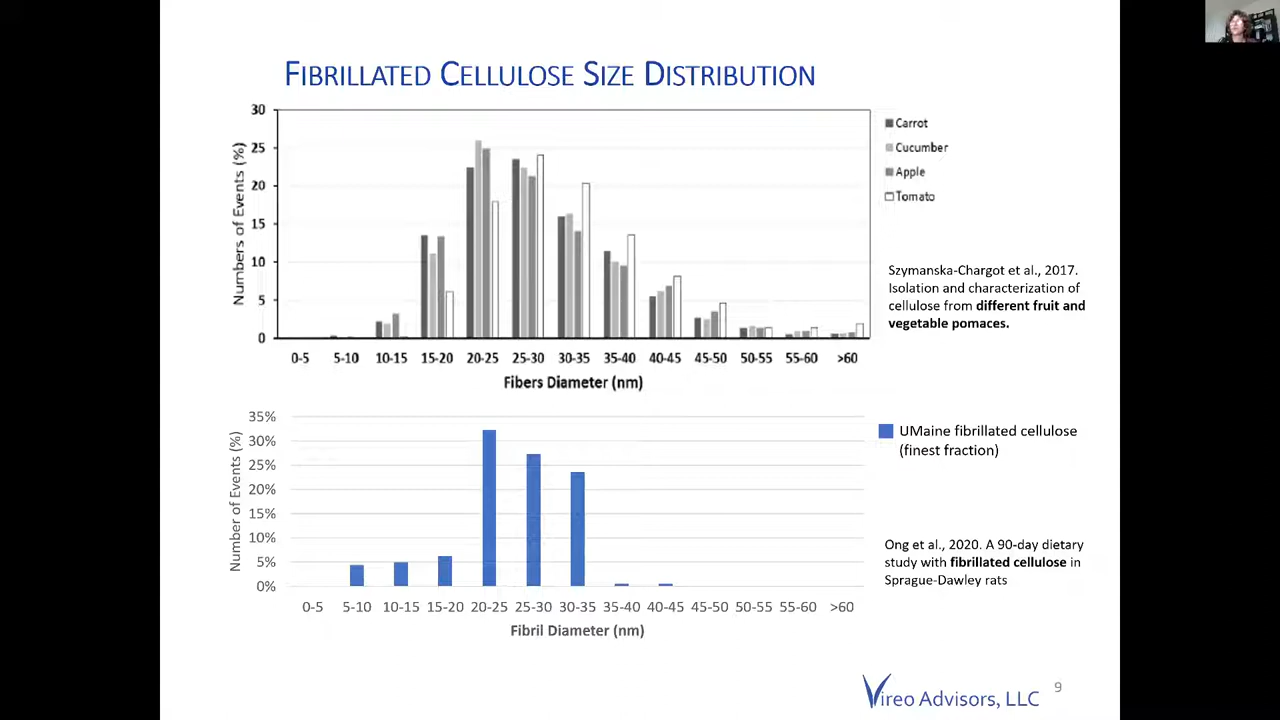 FIBRILLATED CELLULOSE SIZE DISTRIBUTION
30
25
20
15
10
5
0
Numbers of Events (%)
0-5 5-10 10-15 15-20 20-25 25-30 30-35 35-40 40-45 45-50 50-55 55-60 >60
Fibers Diameter (nm)
Carrot
Cucumber
Apple
Tomato
Szymanska-Chargot et al., 2017.
Isolation and characterization of
cellulose from different fruit and
vegetable pomaces.
35%
30%
25%
20%
15%
10%
5%
0%
Number of Events (%)
0-5 5-10 10-15 15-20 20-25 25-30 30-35 35-40 40-45 45-50 50-55 55-60 >60
Fibril Diameter (nm)
UMaine fibrillated cellulose
(finest fraction)
Ong et al., 2020. A 90-day dietary
study with fibrillated cellulose in
Sprague-Dawley rats
Vireo Advisors, LLC
9